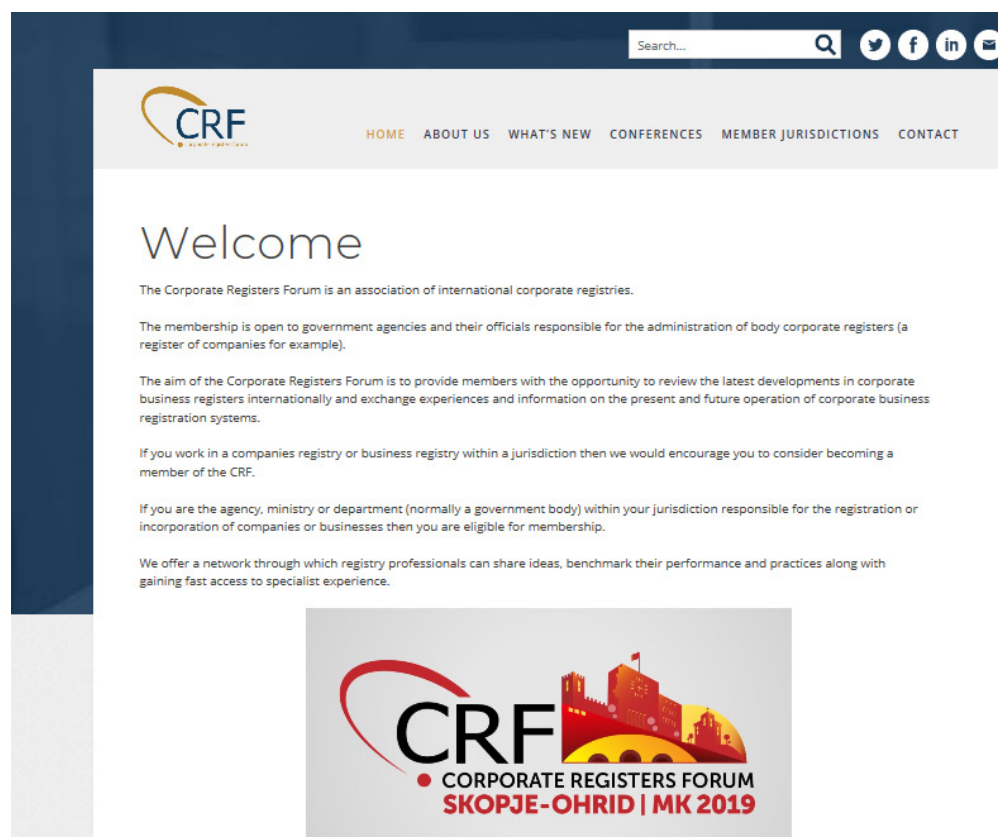 Search...
CRF
corporate registers forum
HOME ABOUT US WHAT'S NEW CONFERENCES MEMBER JURISDICTIONS CONTACT
Welcome
The Corporate Registers Forum is an association of international corporate registries.
The membership is open to government agencies and their officials responsible for the administration of body corporate registers (a
register of companies for example).
The aim of the Corporate Registers Forum is to provide members with the opportunity to review the latest developments in corporate
business registers internationally and exchange experiences and information on the present and future operation of corporate business
registration systems.
If you work in a companies registry or business registry within a jurisdiction then we would encourage you to consider becoming a
member of the CRF.
If you are the agency, ministry or department (normally a government body) within your jurisdiction responsible for the registration or
incorporation of companies or businesses then you are eligible for membership.
We offer a network through which registry professionals can share ideas, benchmark their performance and practices along with
gaining fast access to specialist experience.
CRF
CORPORATE REGISTERS FORUM
SKOPJE-OHRID | MK 2019